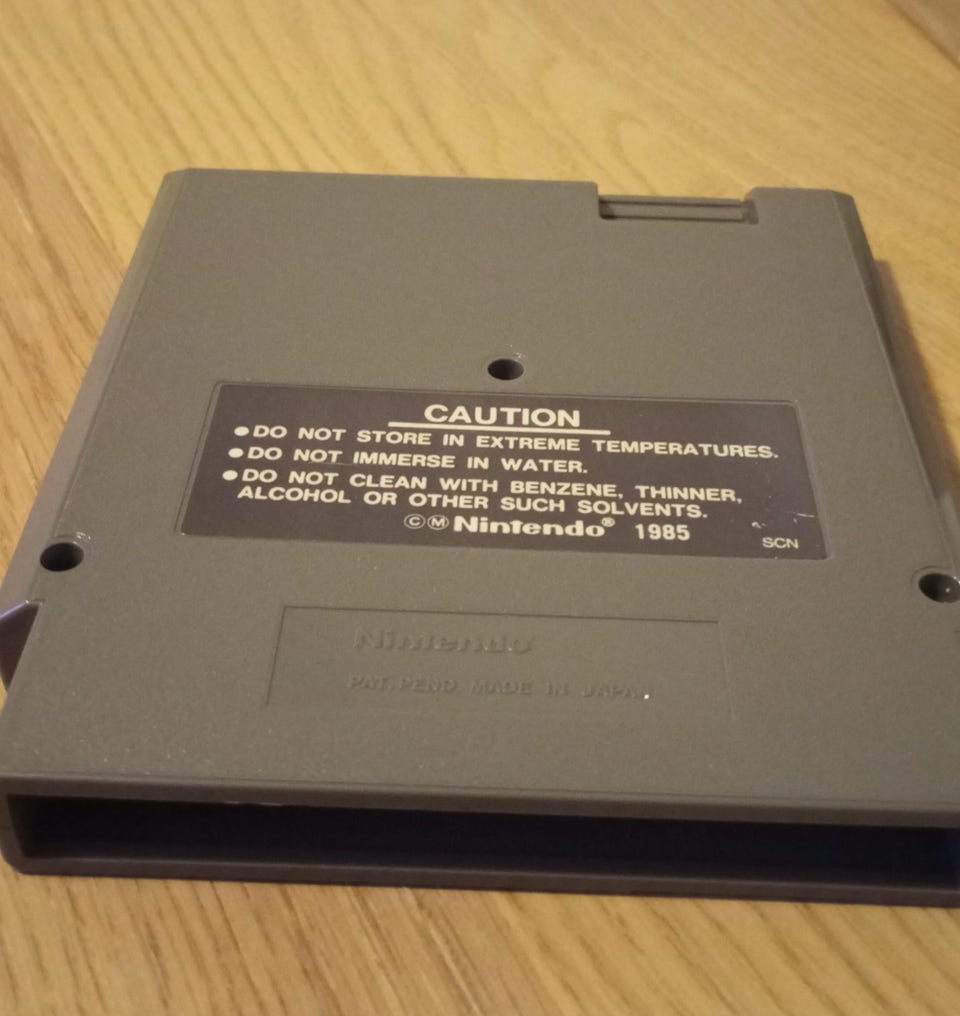 CAUTION
●DO NOT STORE IN EXTREME TEMPERATURES.
●DO NOT IMMERSE IN WATER.
●DO NOT CLEAN WITH BENZENE, THINNER,
ALCOHOL OR OTHER SUCH SOLVENTS.
©Ⓜ Nintendo® 1985
SCN
Nintendo
PAT. PEND. MADE IN JAPAN